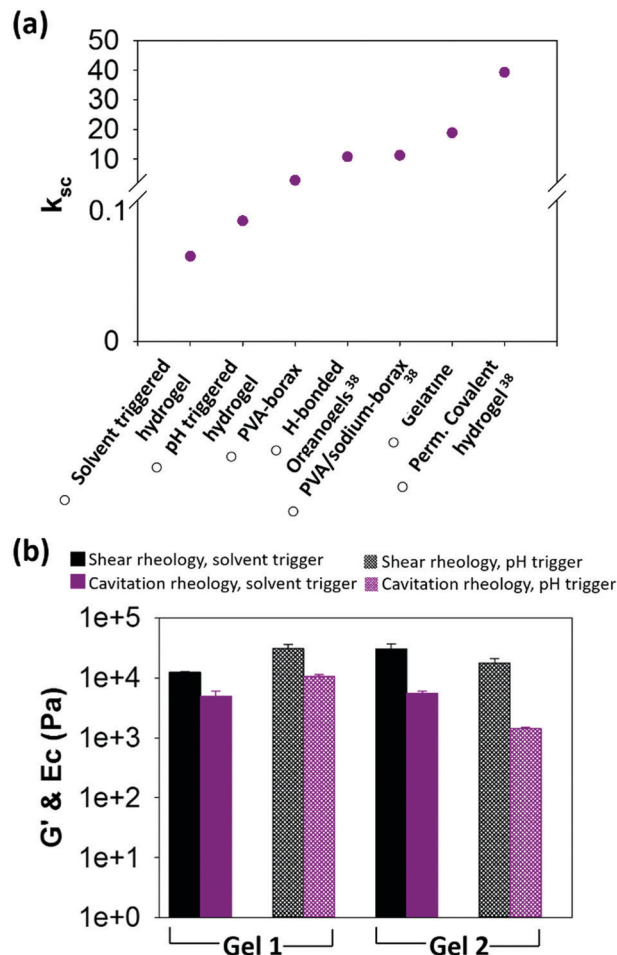 (a)
50
40
30
20
10
0.1
0
k_sc
Solvent triggered
hydrogel
pH triggered
hydrogel
PVA-borax
H-bonded
Organogels 38
PVA/sodium-borax 38
Gelatine
Perm. Covalent
hydrogel 38
(b)
Shear rheology, solvent trigger
Shear rheology, pH trigger
Cavitation rheology, solvent trigger
Cavitation rheology, pH trigger
1e+5
1e+4
1e+3
1e+2
1e+1
1e+0
G' & Ec (Pa)
Gel 1
Gel 2